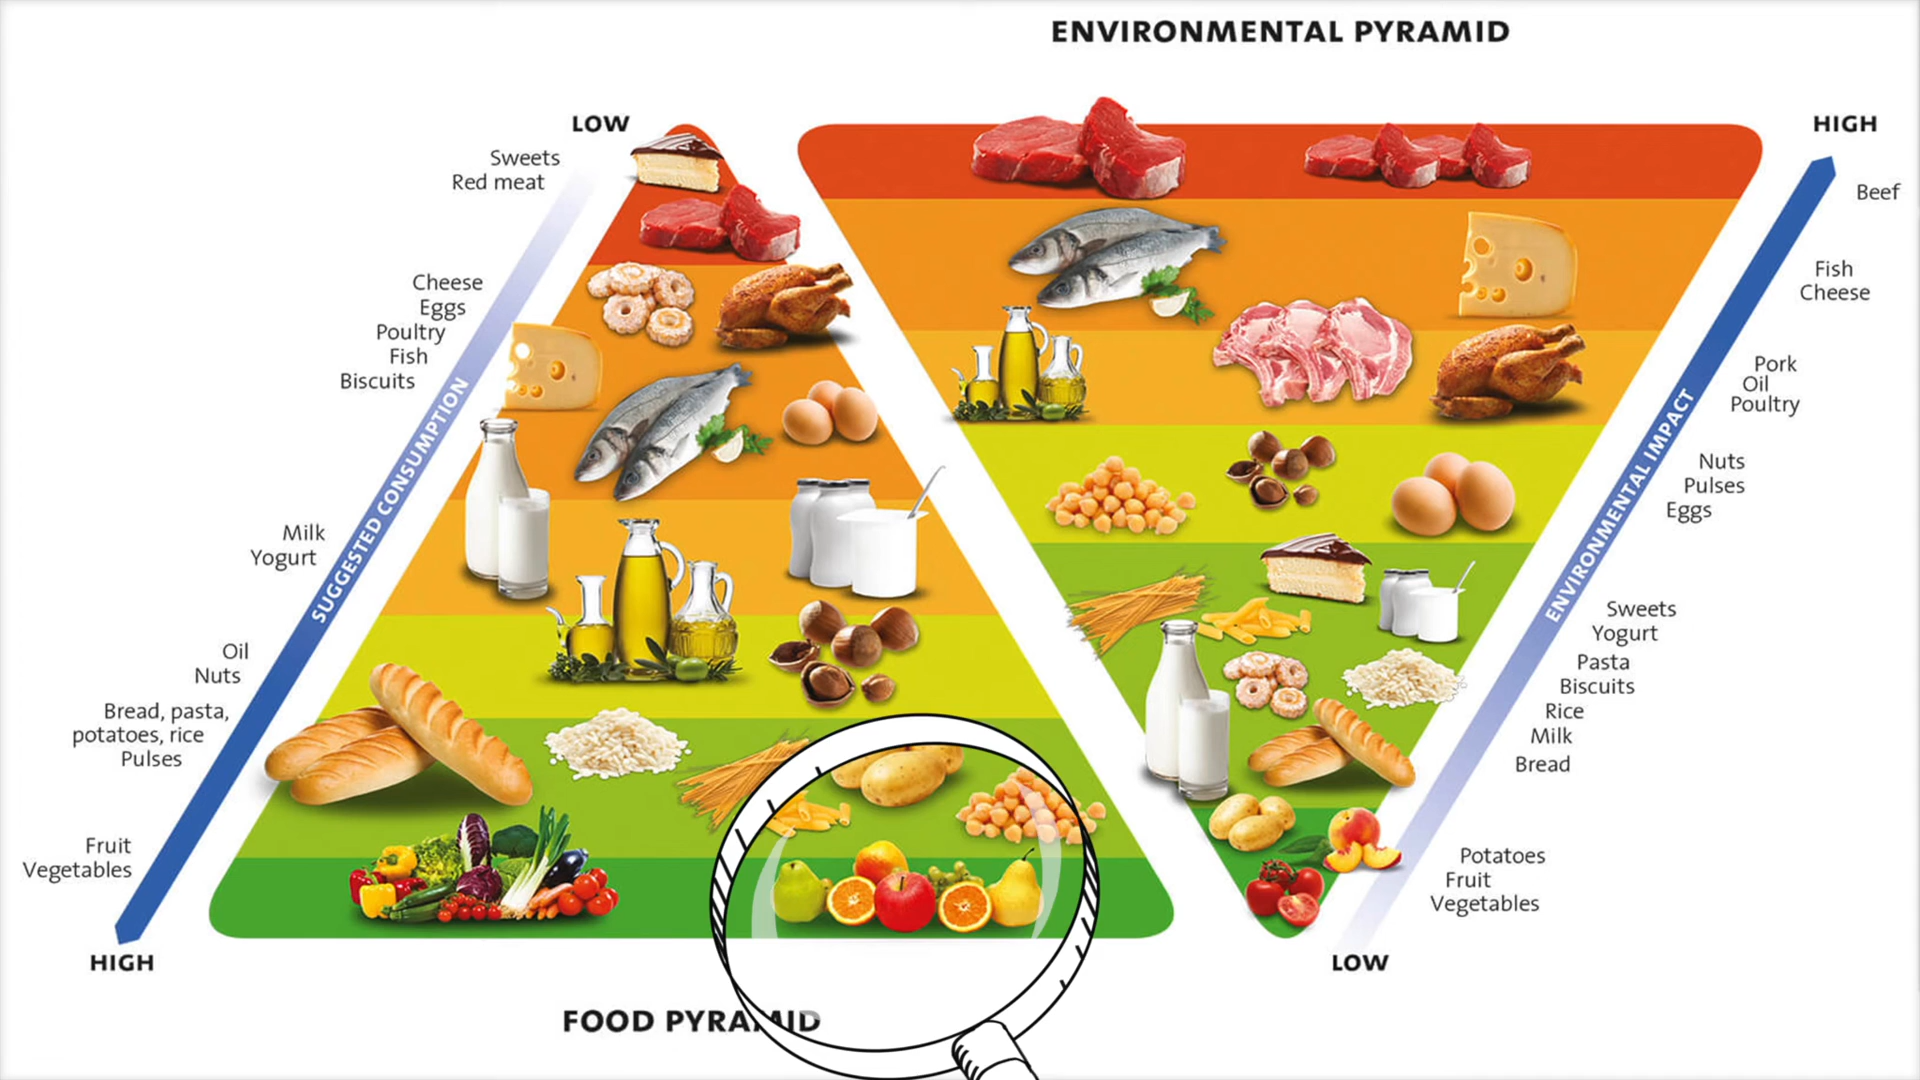 ENVIRONMENTAL PYRAMID
LOW
Sweets
Red meat
Cheese
Eggs
Poultry
Fish
Biscuits
SUGGESTED CONSUMPTION
Milk
Yogurt
Oil
Nuts
Bread, pasta,
potatoes, rice
Pulses
Fruit
Vegetables
HIGH
FOOD PYRAMID
HIGH
Beef
Fish
Cheese
Pork
Oil
Poultry
ENVIRONMENTAL IMPACT
Nuts
Pulses
Eggs
Sweets
Yogurt
Pasta
Biscuits
Rice
Milk
Bread
Potatoes
Fruit
Vegetables
LOW